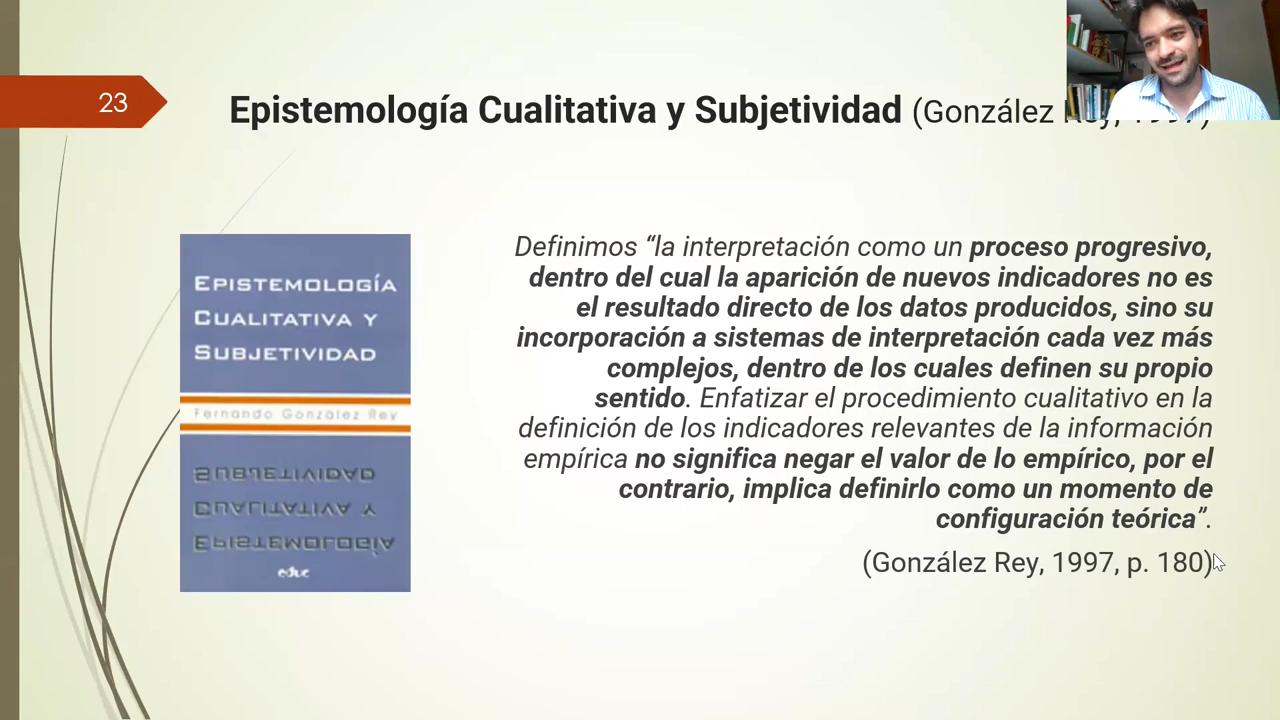 23
Epistemología Cualitativa y Subjetividad (González
Definimos “la interpretación como un proceso progresivo,
dentro del cual la aparición de nuevos indicadores no es
el resultado directo de los datos producidos, sino su
incorporación a sistemas de interpretación cada vez más
complejos, dentro de los cuales definen su propio
sentido. Enfatizar el procedimiento cualitativo en la
definición de los indicadores relevantes de la información
empírica no significa negar el valor de lo empírico, por el
contrario, implica definirlo como un momento de
configuración teórica”.
(González Rey, 1997, p. 180)
EPISTEMOLOGÍA
CUALITATIVA Y
SUBJETIVIDAD
Fernando González Rey
SUBJETIVIDAD
CUALITATIVA Y
EPISTEMOLOGÍA
educ